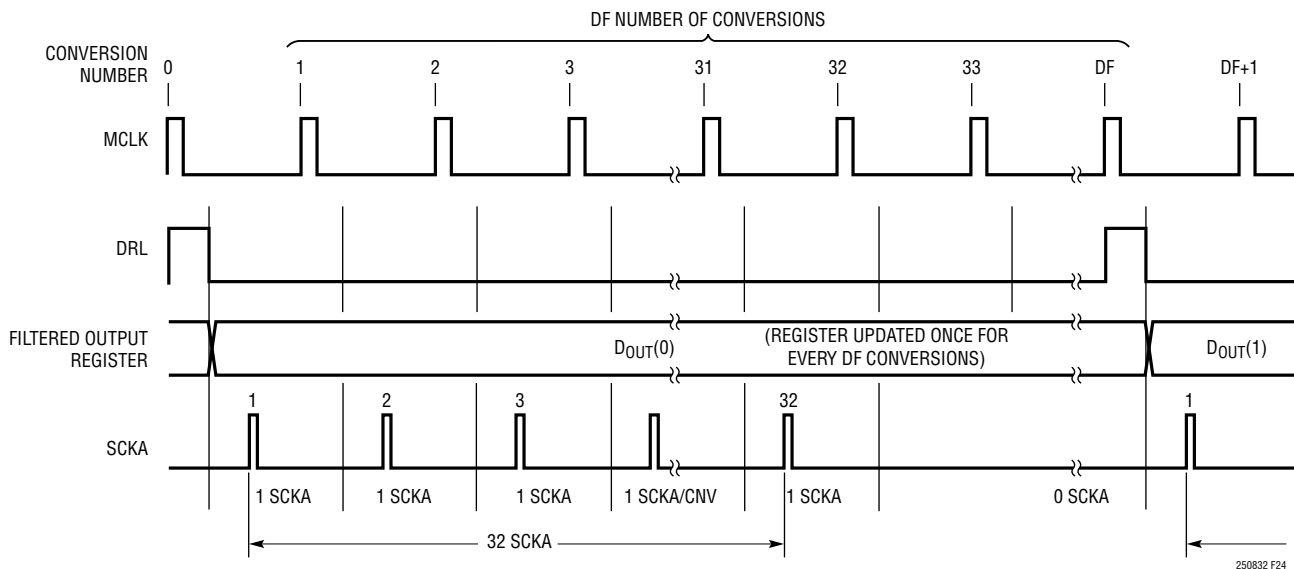 DF NUMBER OF CONVERSIONS
CONVERSION
NUMBER
0 1 2 3 31 32 33 DF DF+1
MCLK
DRL
FILTERED OUTPUT
REGISTER
DOUT(0)
(REGISTER UPDATED ONCE FOR
EVERY DF CONVERSIONS)
DOUT(1)
1 2 3 32 1
SCKA
1 SCKA 1 SCKA 1 SCKA 1 SCKA/CNV 1 SCKA 0 SCKA
32 SCKA
250832 F24